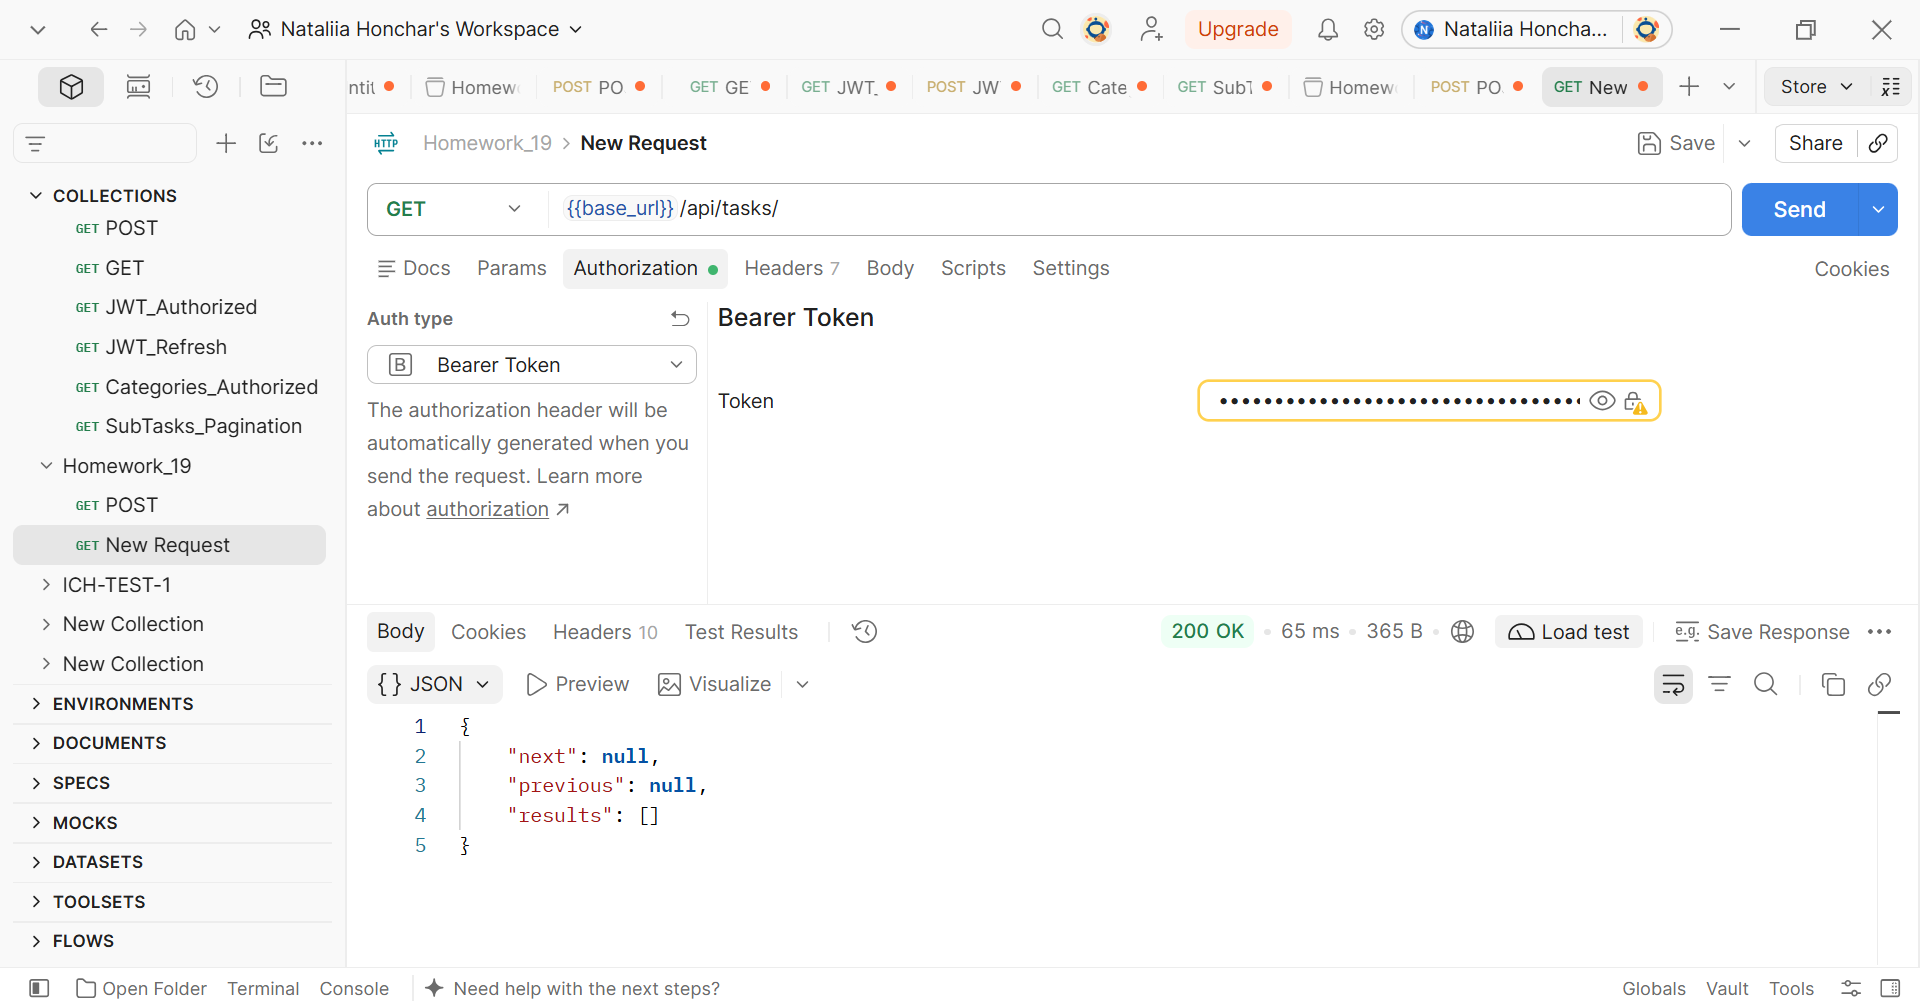 Nataliia Honchar's Workspace
Upgrade
N
Nataliia Honcha...
ntit
Homew
POST PO
GET GE
GET JWT_
POST JW
GET Cate
GET SubT
Homew
POST PO
GET New
Store
HTTP
Homework_19 > New Request
Save
Share
COLLECTIONS
GET POST
GET GET
GET JWT_Authorized
GET JWT_Refresh
GET Categories_Authorized
GET SubTasks_Pagination
Homework_19
GET POST
GET New Request
ICH-TEST-1
New Collection
New Collection
ENVIRONMENTS
DOCUMENTS
SPECS
MOCKS
DATASETS
TOOLSETS
FLOWS
GET
{{base_url}} /api/tasks/
Send
Docs
Params
Authorization
Headers 7
Body
Scripts
Settings
Cookies
Auth type
B Bearer Token
The authorization header will be
automatically generated when you
send the request. Learn more
about authorization ↗
Bearer Token
Token
Body
Cookies
Headers 10
Test Results
200 OK
65 ms
365 B
Load test
e.g. Save Response
{} JSON
Preview
Visualize
1 {
2 "next": null,
3 "previous": null,
4 "results": []
5 }
Open Folder
Terminal
Console
Need help with the next steps?
Globals
Vault
Tools